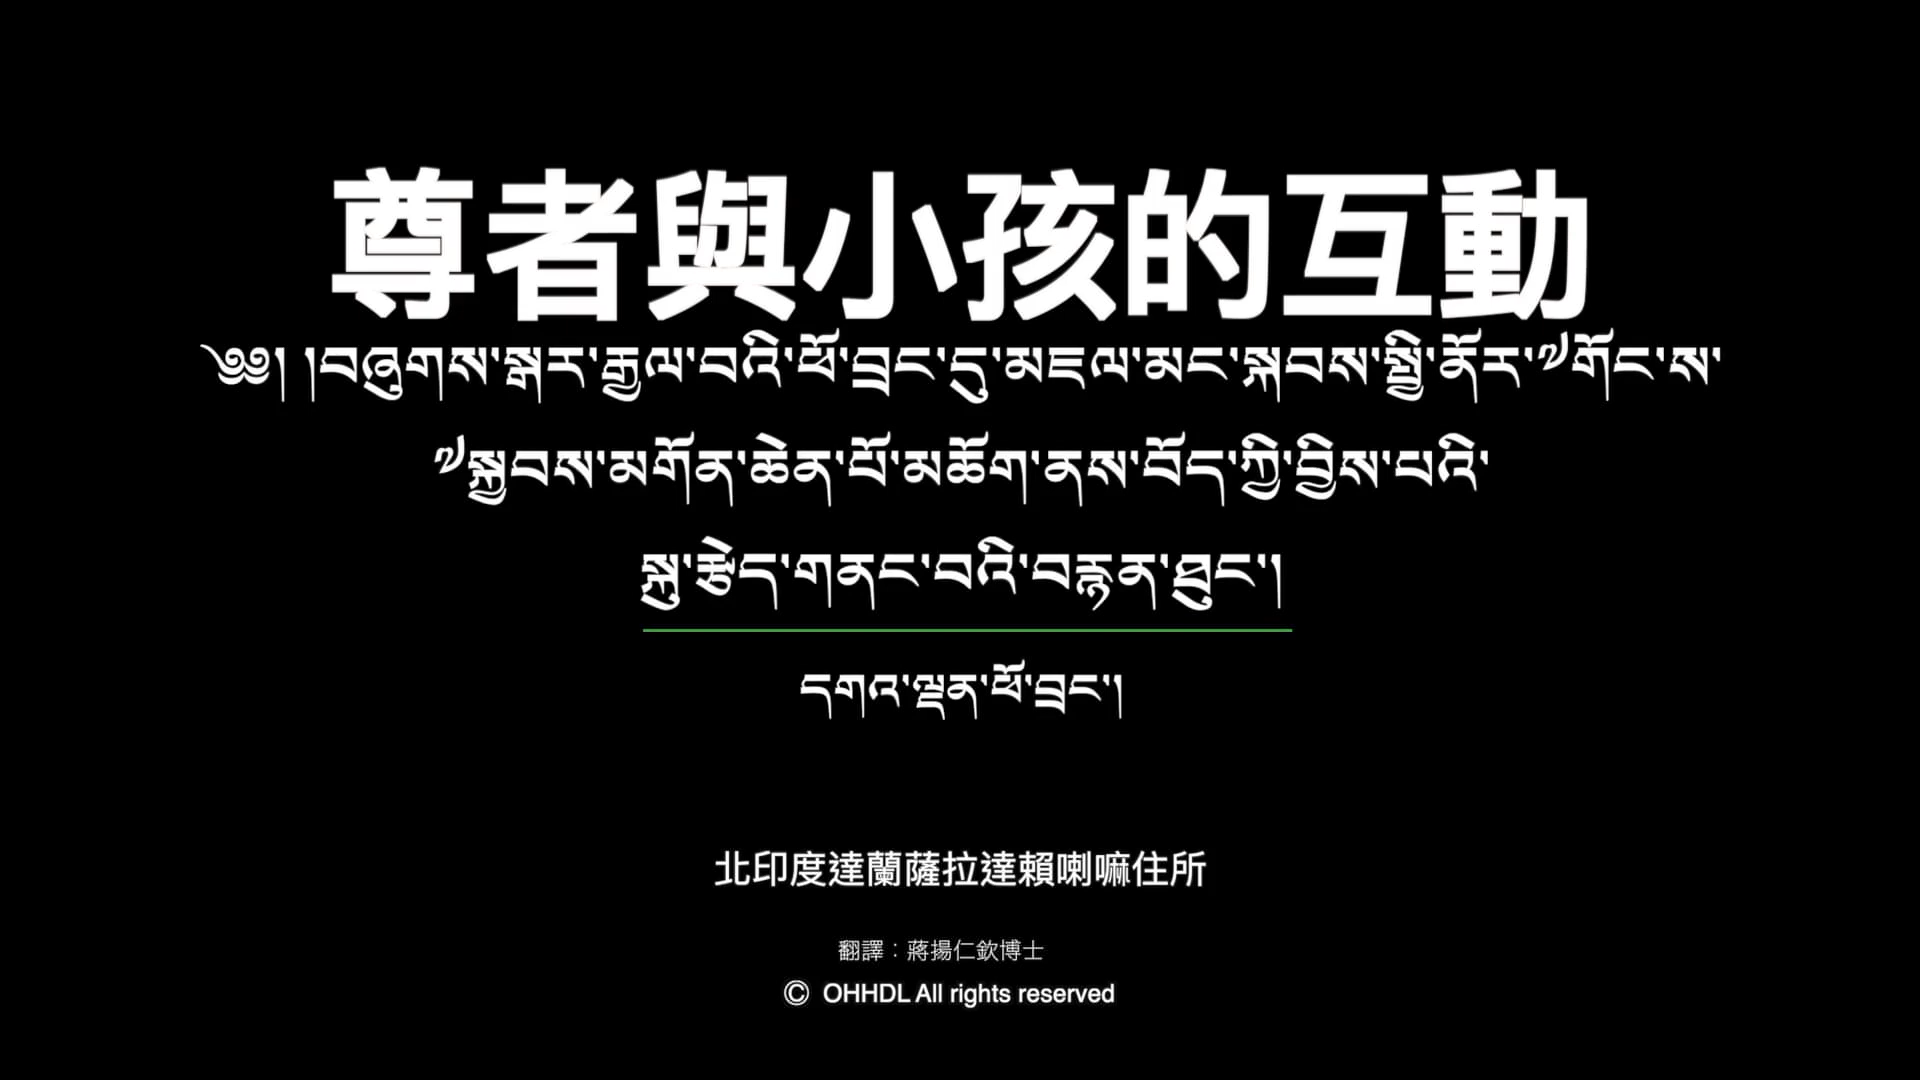 尊者與小孩的互動
༄༅། །བཞུགས་སྒར་རྒྱལ་བའི་ཕོ་བྲང་དུ་མཇལ་མང་སྐབས་སྤྱི་ནོར་༧གོང་ས་
༧སྐྱབས་མགོན་ཆེན་པོ་མཆོག་ནས་བོད་ཀྱི་བྱིས་པའི་
སྐུ་རྩེད་གནང་བའི་བརྙན་ཐུང་།
དགའ་ལྡན་ཕོ་བྲང་།
北印度達蘭薩拉達賴喇嘛住所
翻譯：蔣揚仁欽博士
© OHHDL All rights reserved